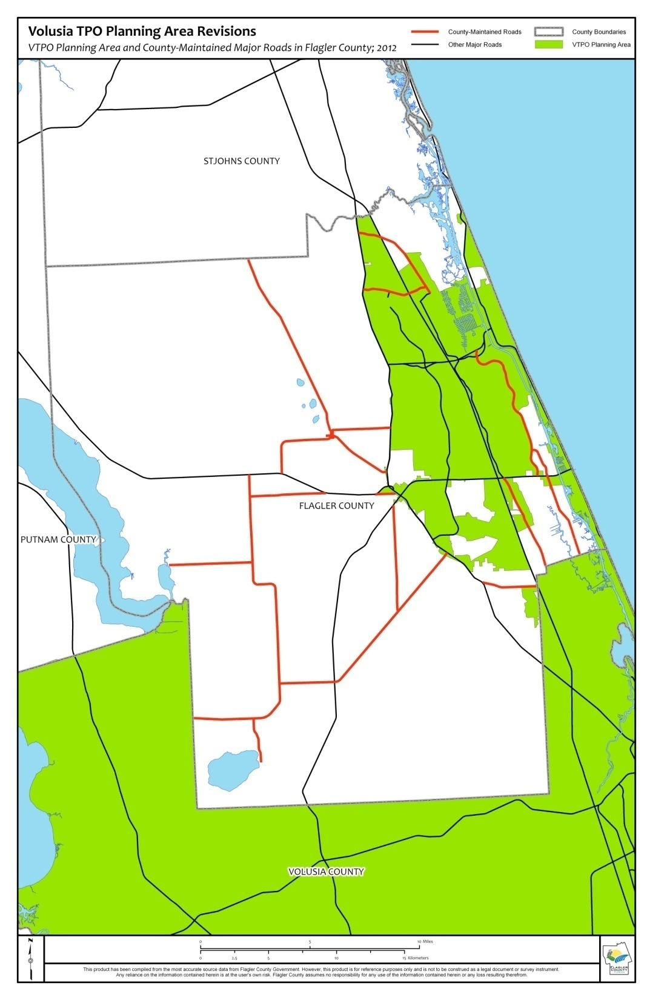 Volusia TPO Planning Area Revisions
VTPO Planning Area and County-Maintained Major Roads in Flagler County; 2012
County-Maintained Roads
Other Major Roads
County Boundaries
VTPO Planning Area
STJOHNS COUNTY
FLAGLER COUNTY
PUTNAM COUNTY
VOLUSIA COUNTY
N
0 5 10 Miles
0 2.5 5 10 15 Kilometers
This product has been compiled from the most accurate source data from Flagler County Government. However, this product is for reference purposes only and is not to be construed as a legal document or survey instrument.
Any reliance on the information contained herein is at the user's own risk. Flagler County assumes no responsibility for any use of the information contained herein or any loss resulting therefrom.
FLAGLER
COUNTY
FLORIDA